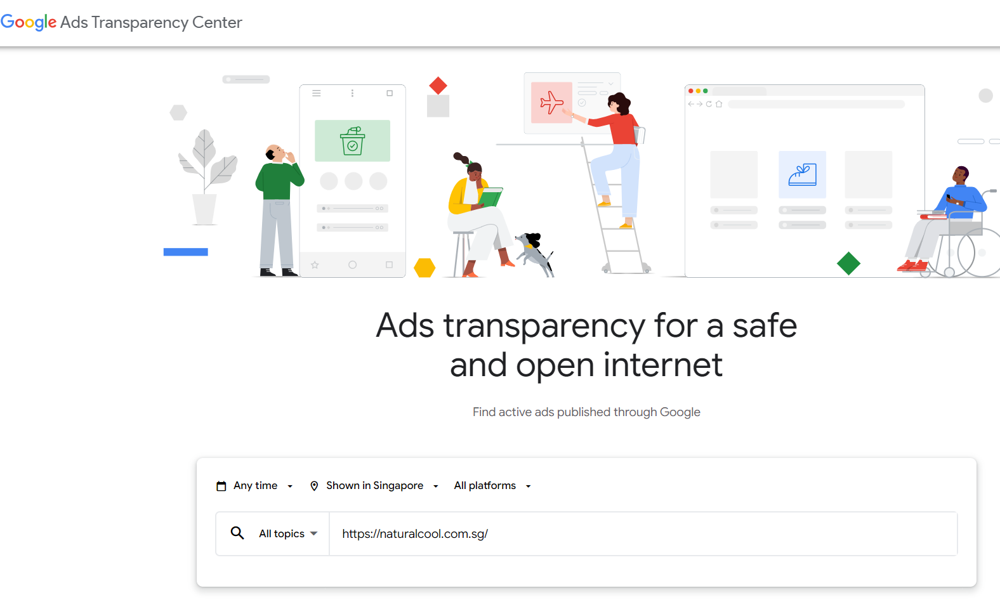 Google Ads Transparency Center
Ads transparency for a safe
and open internet
Find active ads published through Google
Any time Shown in Singapore All platforms
All topics https://naturalcool.com.sg/